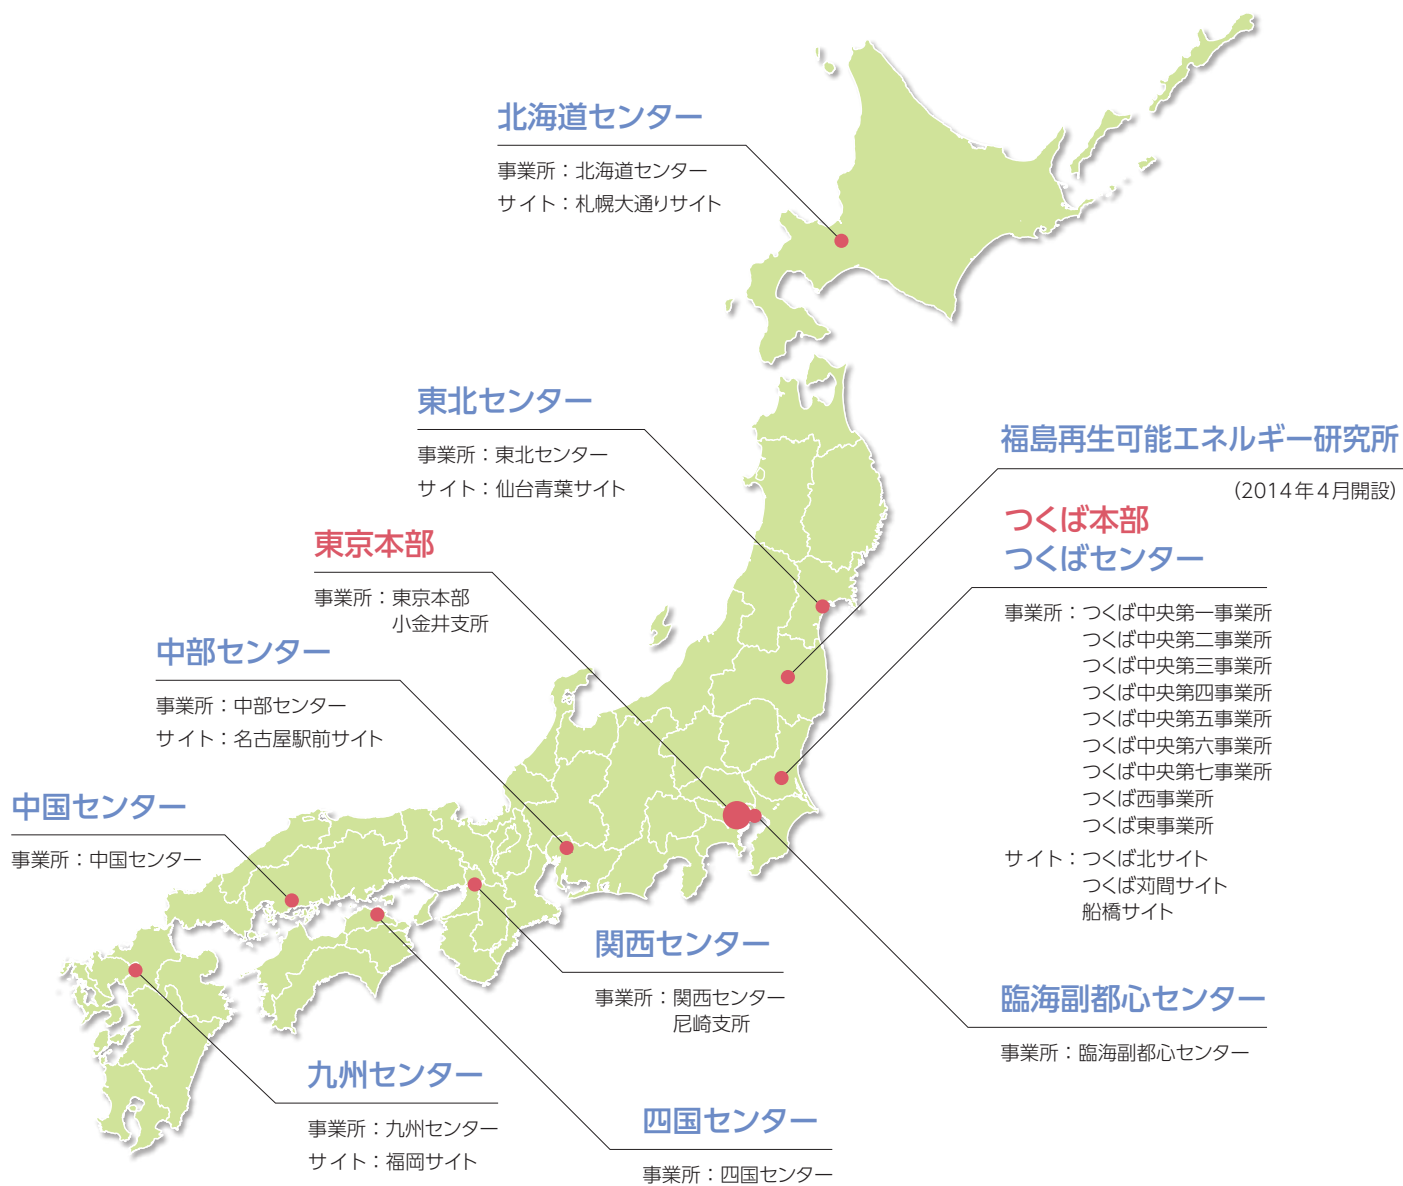 北海道センター
事業所：北海道センター
サイト：札幌大通りサイト
東北センター
事業所：東北センター
サイト：仙台青葉サイト
福島再生可能エネルギー研究所
（2014年4月開設）
つくば本部
つくばセンター
事業所：つくば中央第一事業所
つくば中央第二事業所
つくば中央第三事業所
つくば中央第四事業所
つくば中央第五事業所
つくば中央第六事業所
つくば中央第七事業所
つくば西事業所
つくば東事業所
サイト：つくば北サイト
つくば苅間サイト
船橋サイト
東京本部
事業所：東京本部
小金井支所
中部センター
事業所：中部センター
サイト：名古屋駅前サイト
中国センター
事業所：中国センター
関西センター
事業所：関西センター
尼崎支所
臨海副都心センター
事業所：臨海副都心センター
九州センター
事業所：九州センター
サイト：福岡サイト
四国センター
事業所：四国センター